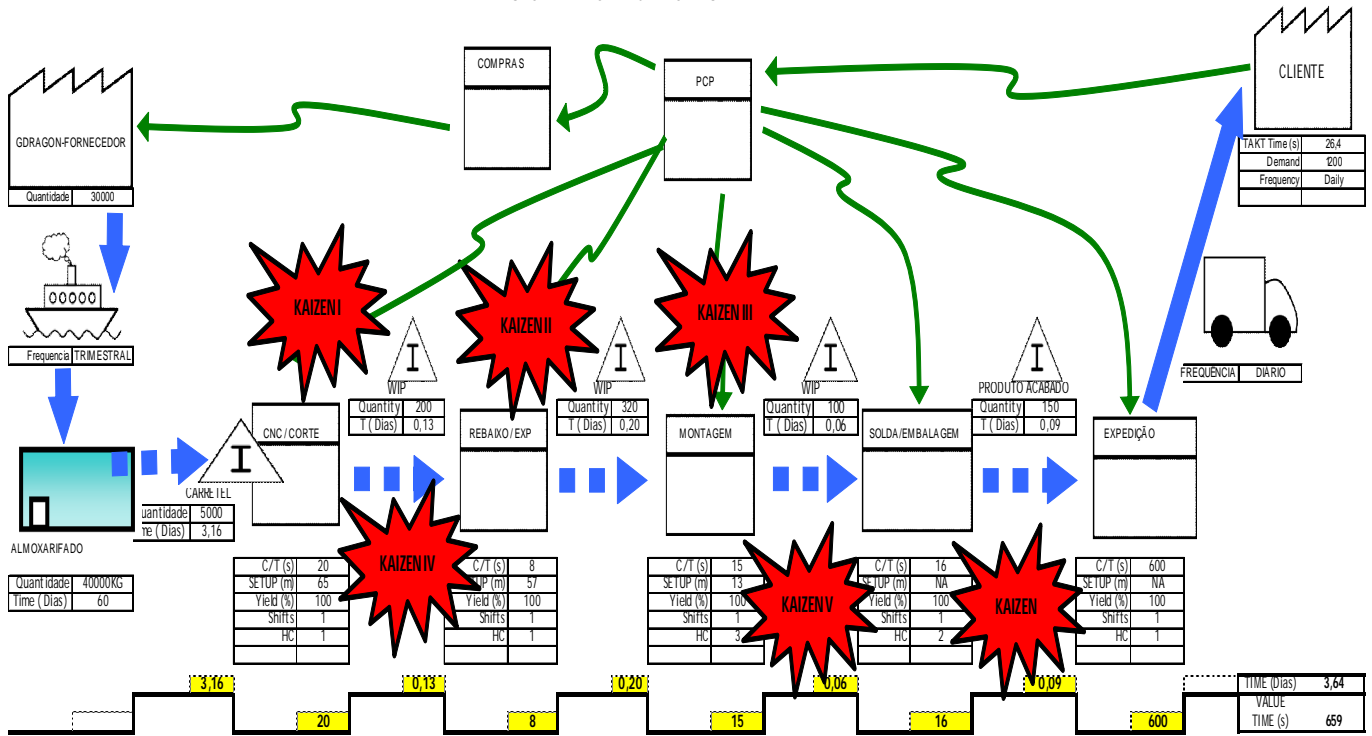 COMPRAS
PCP
CLIENTE
GDRAGON-FORNECEDOR
Quantidade 30000
TAKT Time (s) 26,4
Demand 1200
Frequency Daily
KAIZEN I
KAIZEN II
KAIZEN III
Frequencia TRIMESTRAL
FREQUENCIA DIARIO
I
WIP
Quantity 200
T ( Dias) 0,13
I
WIP
Quantity 320
T ( Dias) 0,20
I
WIP
Quantity 100
T ( Dias) 0,06
I
PRODUTO ACABADO
Quantity 150
T ( Dias) 0,09
CNC / CORTE
REBAIXO / EXP
MONTAGEM
SOLDA/EMBALAGEM
EXPEDIÇÃO
I
CARRETEL
uantidade 5000
me ( Dias) 3,16
ALMOXARIFADO
Quantidade 40000KG
Time ( Dias) 60
KAIZEN IV
KAIZEN V
KAIZEN
C/T (s) 20
SETUP (m) 65
Yield (%) 100
Shifts 1
HC 1
C/T (s) 8
TUP (m) 57
Yield (%) 100
Shifts 1
HC 1
C/T (s) 15
SETUP (m) 13
Yield (%) 100
Shifts 1
HC 3
C/T (s) 16
TUP (m) NA
Yield (%) 100
Shifts 1
HC 2
C/T (s) 600
SETUP (m) NA
Yield (%) 100
Shifts 1
HC 1
3,16 0,13 0,20 0,06 0,09
TIME (Dias) 3,64
20 8 15 16 600
VALUE
TIME (s) 659